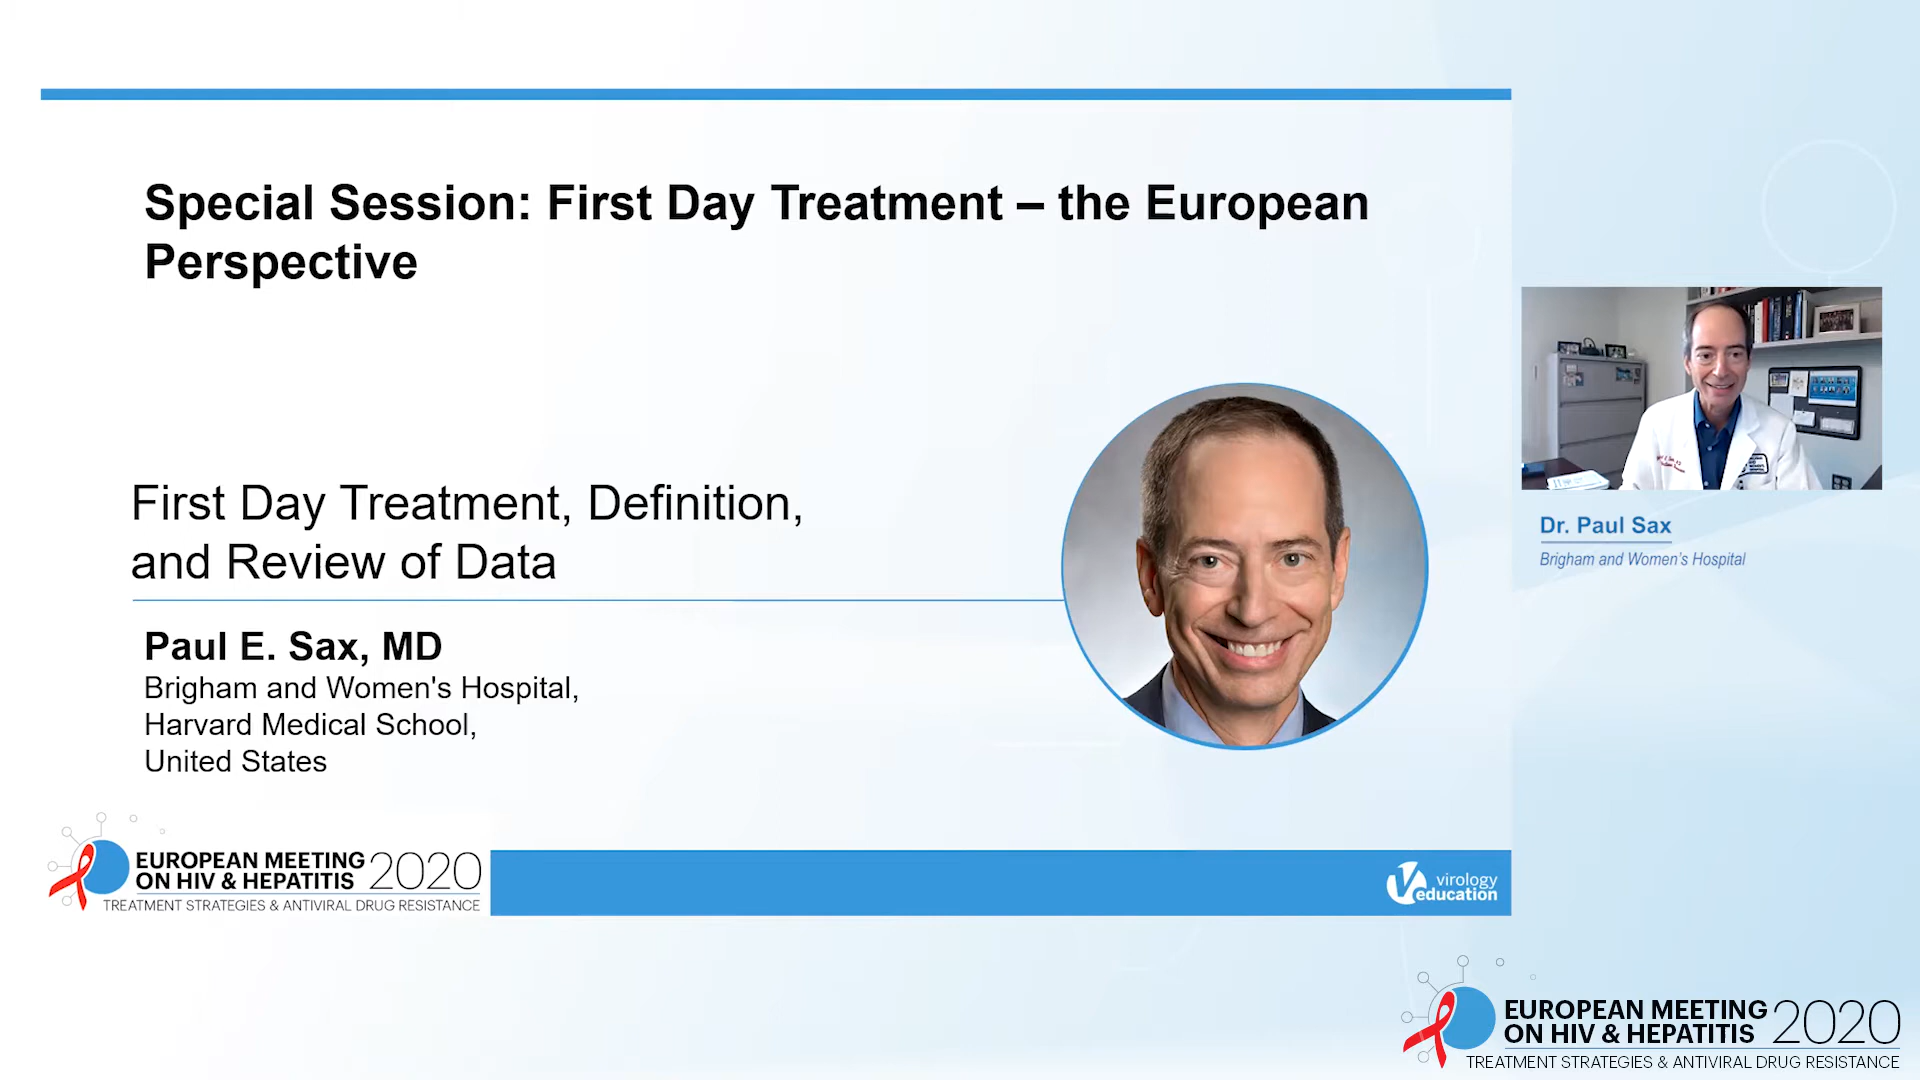 Special Session: First Day Treatment – the European
Perspective
First Day Treatment, Definition,
and Review of Data
Paul E. Sax, MD
Brigham and Women's Hospital,
Harvard Medical School,
United States
EUROPEAN MEETING
ON HIV & HEPATITIS 2020
TREATMENT STRATEGIES & ANTIVIRAL DRUG RESISTANCE
virology
education
Dr. Paul Sax
Brigham and Women's Hospital
EUROPEAN MEETING
ON HIV & HEPATITIS 2020
TREATMENT STRATEGIES & ANTIVIRAL DRUG RESISTANCE